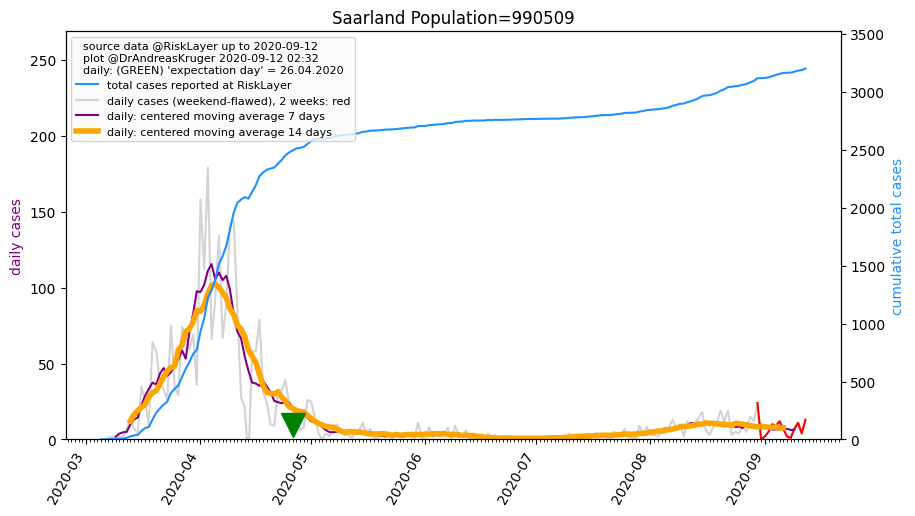 Saarland Population=990509
source data @RiskLayer up to 2020-09-12
plot @DrAndreasKruger 2020-09-12 02:32
daily: (GREEN) 'expectation day' = 26.04.2020
total cases reported at RiskLayer
daily cases (weekend-flawed), 2 weeks: red
daily: centered moving average 7 days
daily: centered moving average 14 days
daily cases
250
200
150
100
50
0
cumulative total cases
3500
3000
2500
2000
1500
1000
500
0
2020-03
2020-04
2020-05
2020-06
2020-07
2020-08
2020-09